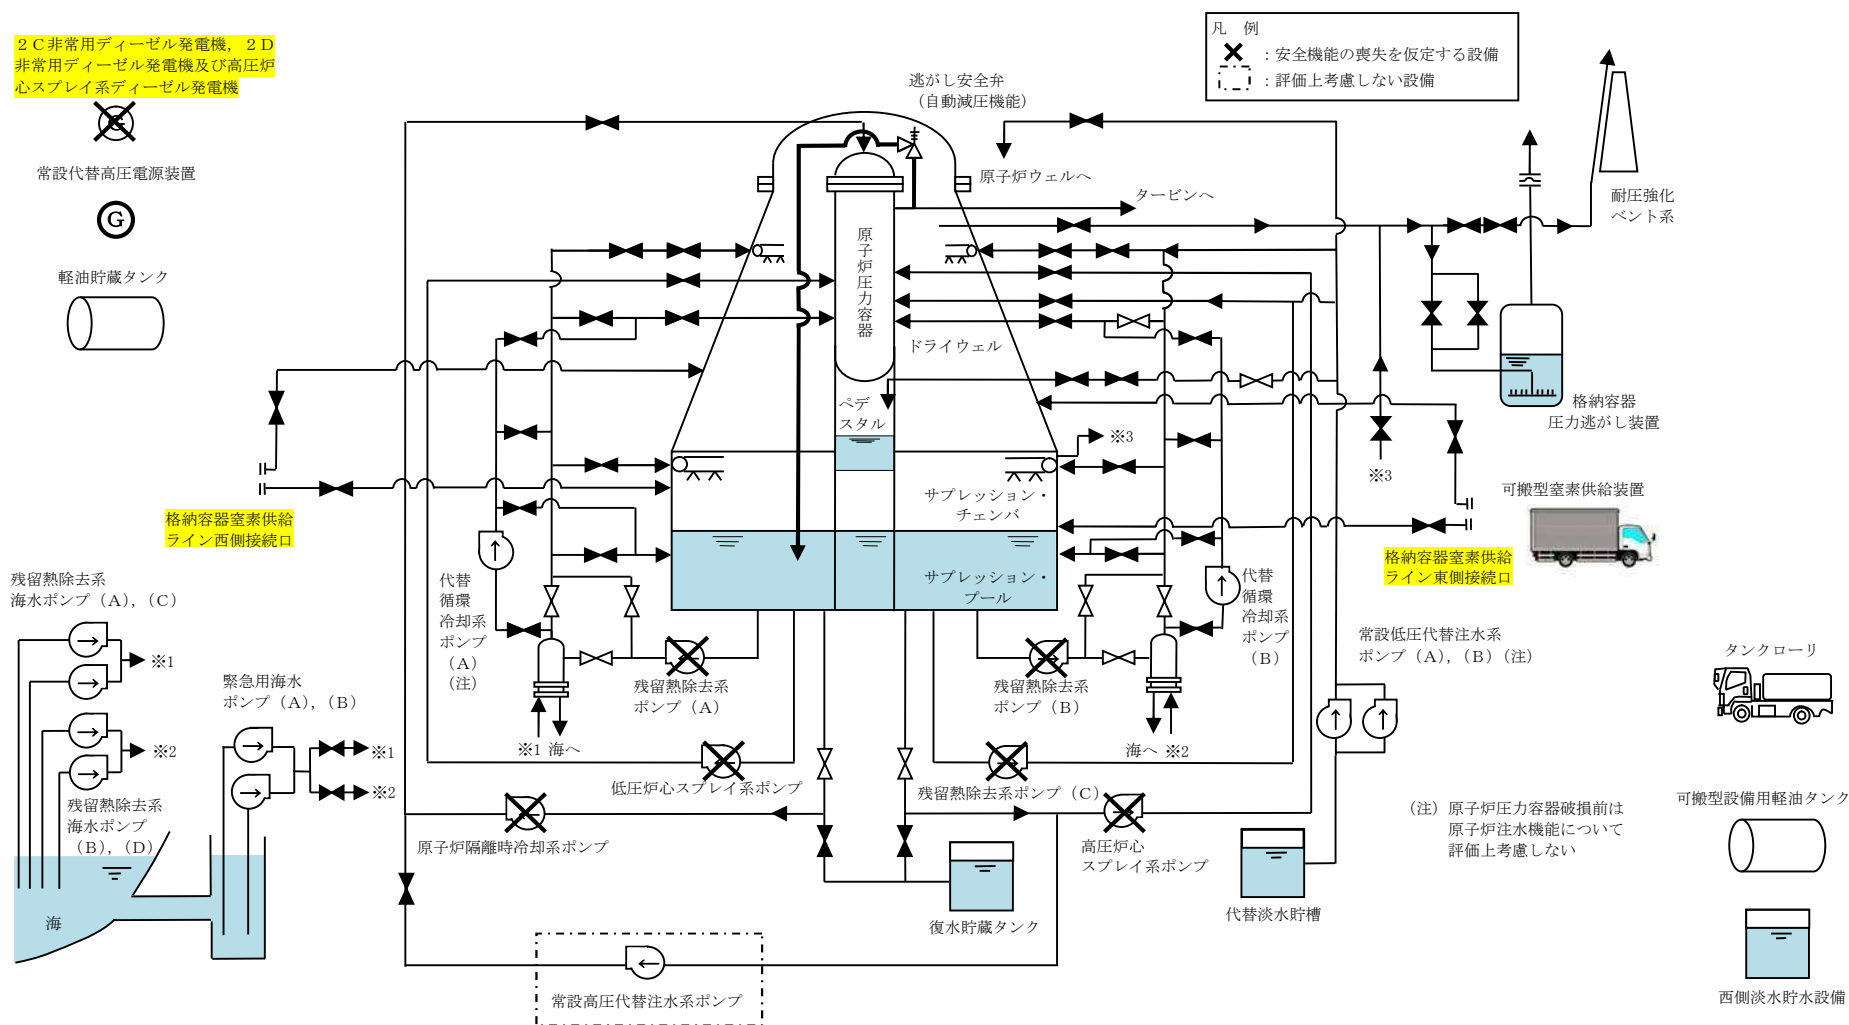 ２Ｃ非常用ディーゼル発電機，２Ｄ
非常用ディーゼル発電機及び高圧炉
心スプレイ系ディーゼル発電機
G
常設代替高圧電源装置
G
軽油貯蔵タンク
凡　例
：安全機能の喪失を仮定する設備
：評価上考慮しない設備
逃がし安全弁
（自動減圧機能）
原子炉ウェルへ
タービンへ
耐圧強化
ベント系
原子炉圧力容器
ドライウェル
ペデ
スタル
※3
※3
格納容器
圧力逃がし装置
可搬型窒素供給装置
サプレッション・
チェンバ
サプレッション・
プール
格納容器窒素供給
ライン西側接続口
格納容器窒素供給
ライン東側接続口
残留熱除去系
海水ポンプ（A），（C）
※1
※2
残留熱除去系
海水ポンプ
（B），（D）
海
緊急用海水
ポンプ（A），（B）
※1
※2
代替
循環
冷却系
ポンプ
（A）
（注）
代替
循環
冷却系
ポンプ
（B）
残留熱除去系
ポンプ（A）
残留熱除去系
ポンプ（B）
※1 海へ
海へ ※2
常設低圧代替注水系
ポンプ（A），（B）（注）
タンクローリ
低圧炉心スプレイ系ポンプ
残留熱除去系ポンプ（C）
原子炉隔離時冷却系ポンプ
高圧炉心
スプレイ系ポンプ
（注）原子炉圧力容器破損前は
原子炉注水機能について
評価上考慮しない
可搬型設備用軽油タンク
復水貯蔵タンク
代替淡水貯槽
常設高圧代替注水系ポンプ
西側淡水貯水設備